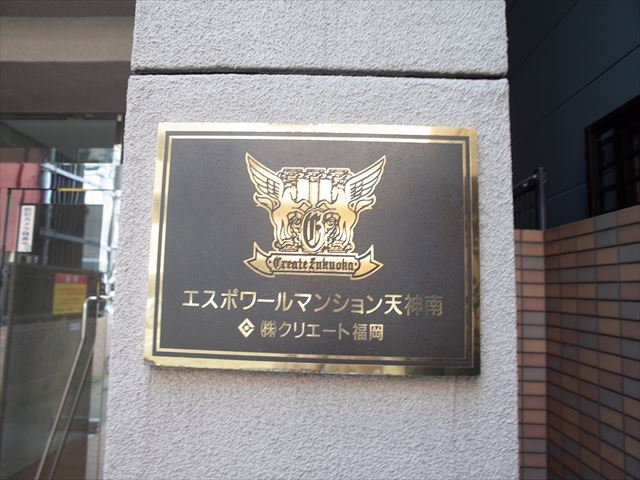 C
Create Fukuoka
エスポワールマンション天神南
㈱クリエート福岡